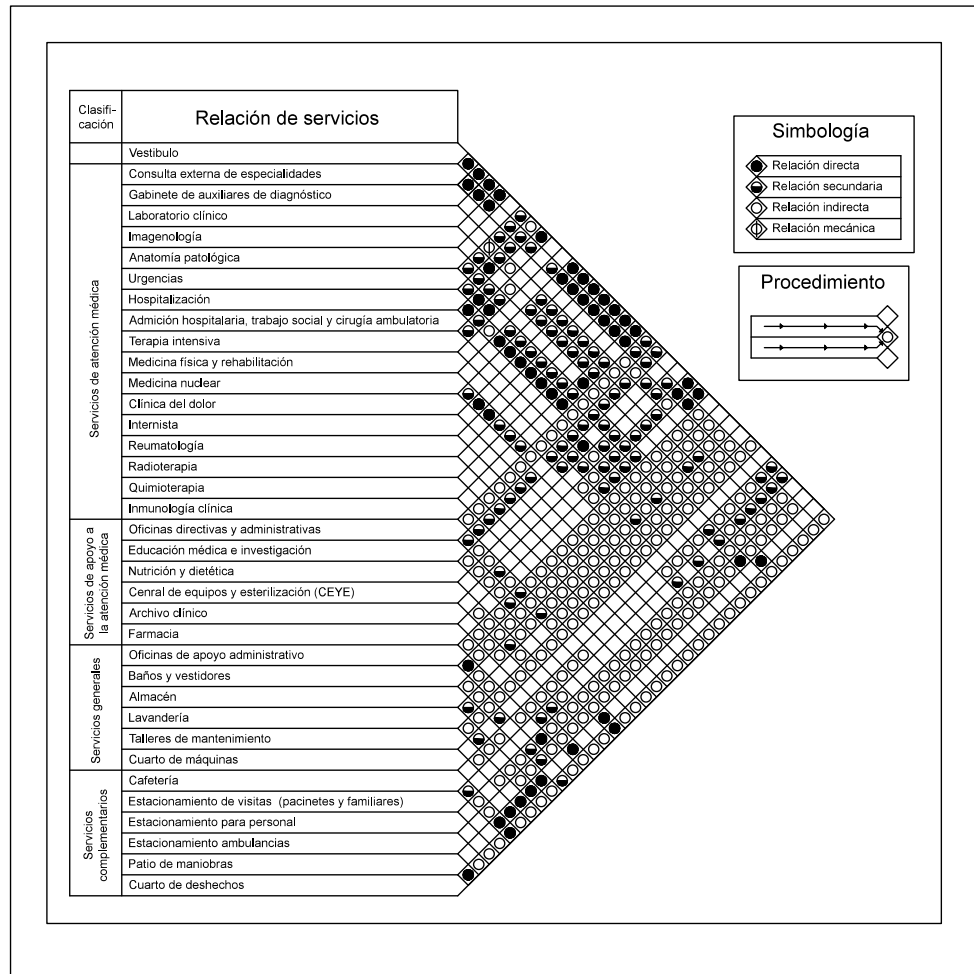 Clasifi-
cación
Relación de servicios
Vestibulo
Servicios de atención médica
Consulta externa de especialidades
Gabinete de auxiliares de diagnóstico
Laboratorio clínico
Imagenología
Anatomía patológica
Urgencias
Hospitalización
Admición hospitalaria, trabajo social y cirugía ambulatoria
Terapia intensiva
Medicina física y rehabilitación
Medicina nuclear
Clínica del dolor
Internista
Reumatología
Radioterapia
Quimioterapia
Inmunología clínica
Servicios de apoyo a
la atención médica
Oficinas directivas y administrativas
Educación médica e investigación
Nutrición y dietética
Cenral de equipos y esterilización (CEYE)
Archivo clínico
Farmacia
Servicios generales
Oficinas de apoyo administrativo
Baños y vestidores
Almacén
Lavandería
Talleres de mantenimiento
Cuarto de máquinas
Servicios
complementarios
Cafetería
Estacionamiento de visitas (pacinetes y familiares)
Estacionamiento para personal
Estacionamiento ambulancias
Patio de maniobras
Cuarto de deshechos
Simbología
Relación directa
Relación secundaria
Relación indirecta
Relación mecánica
Procedimiento